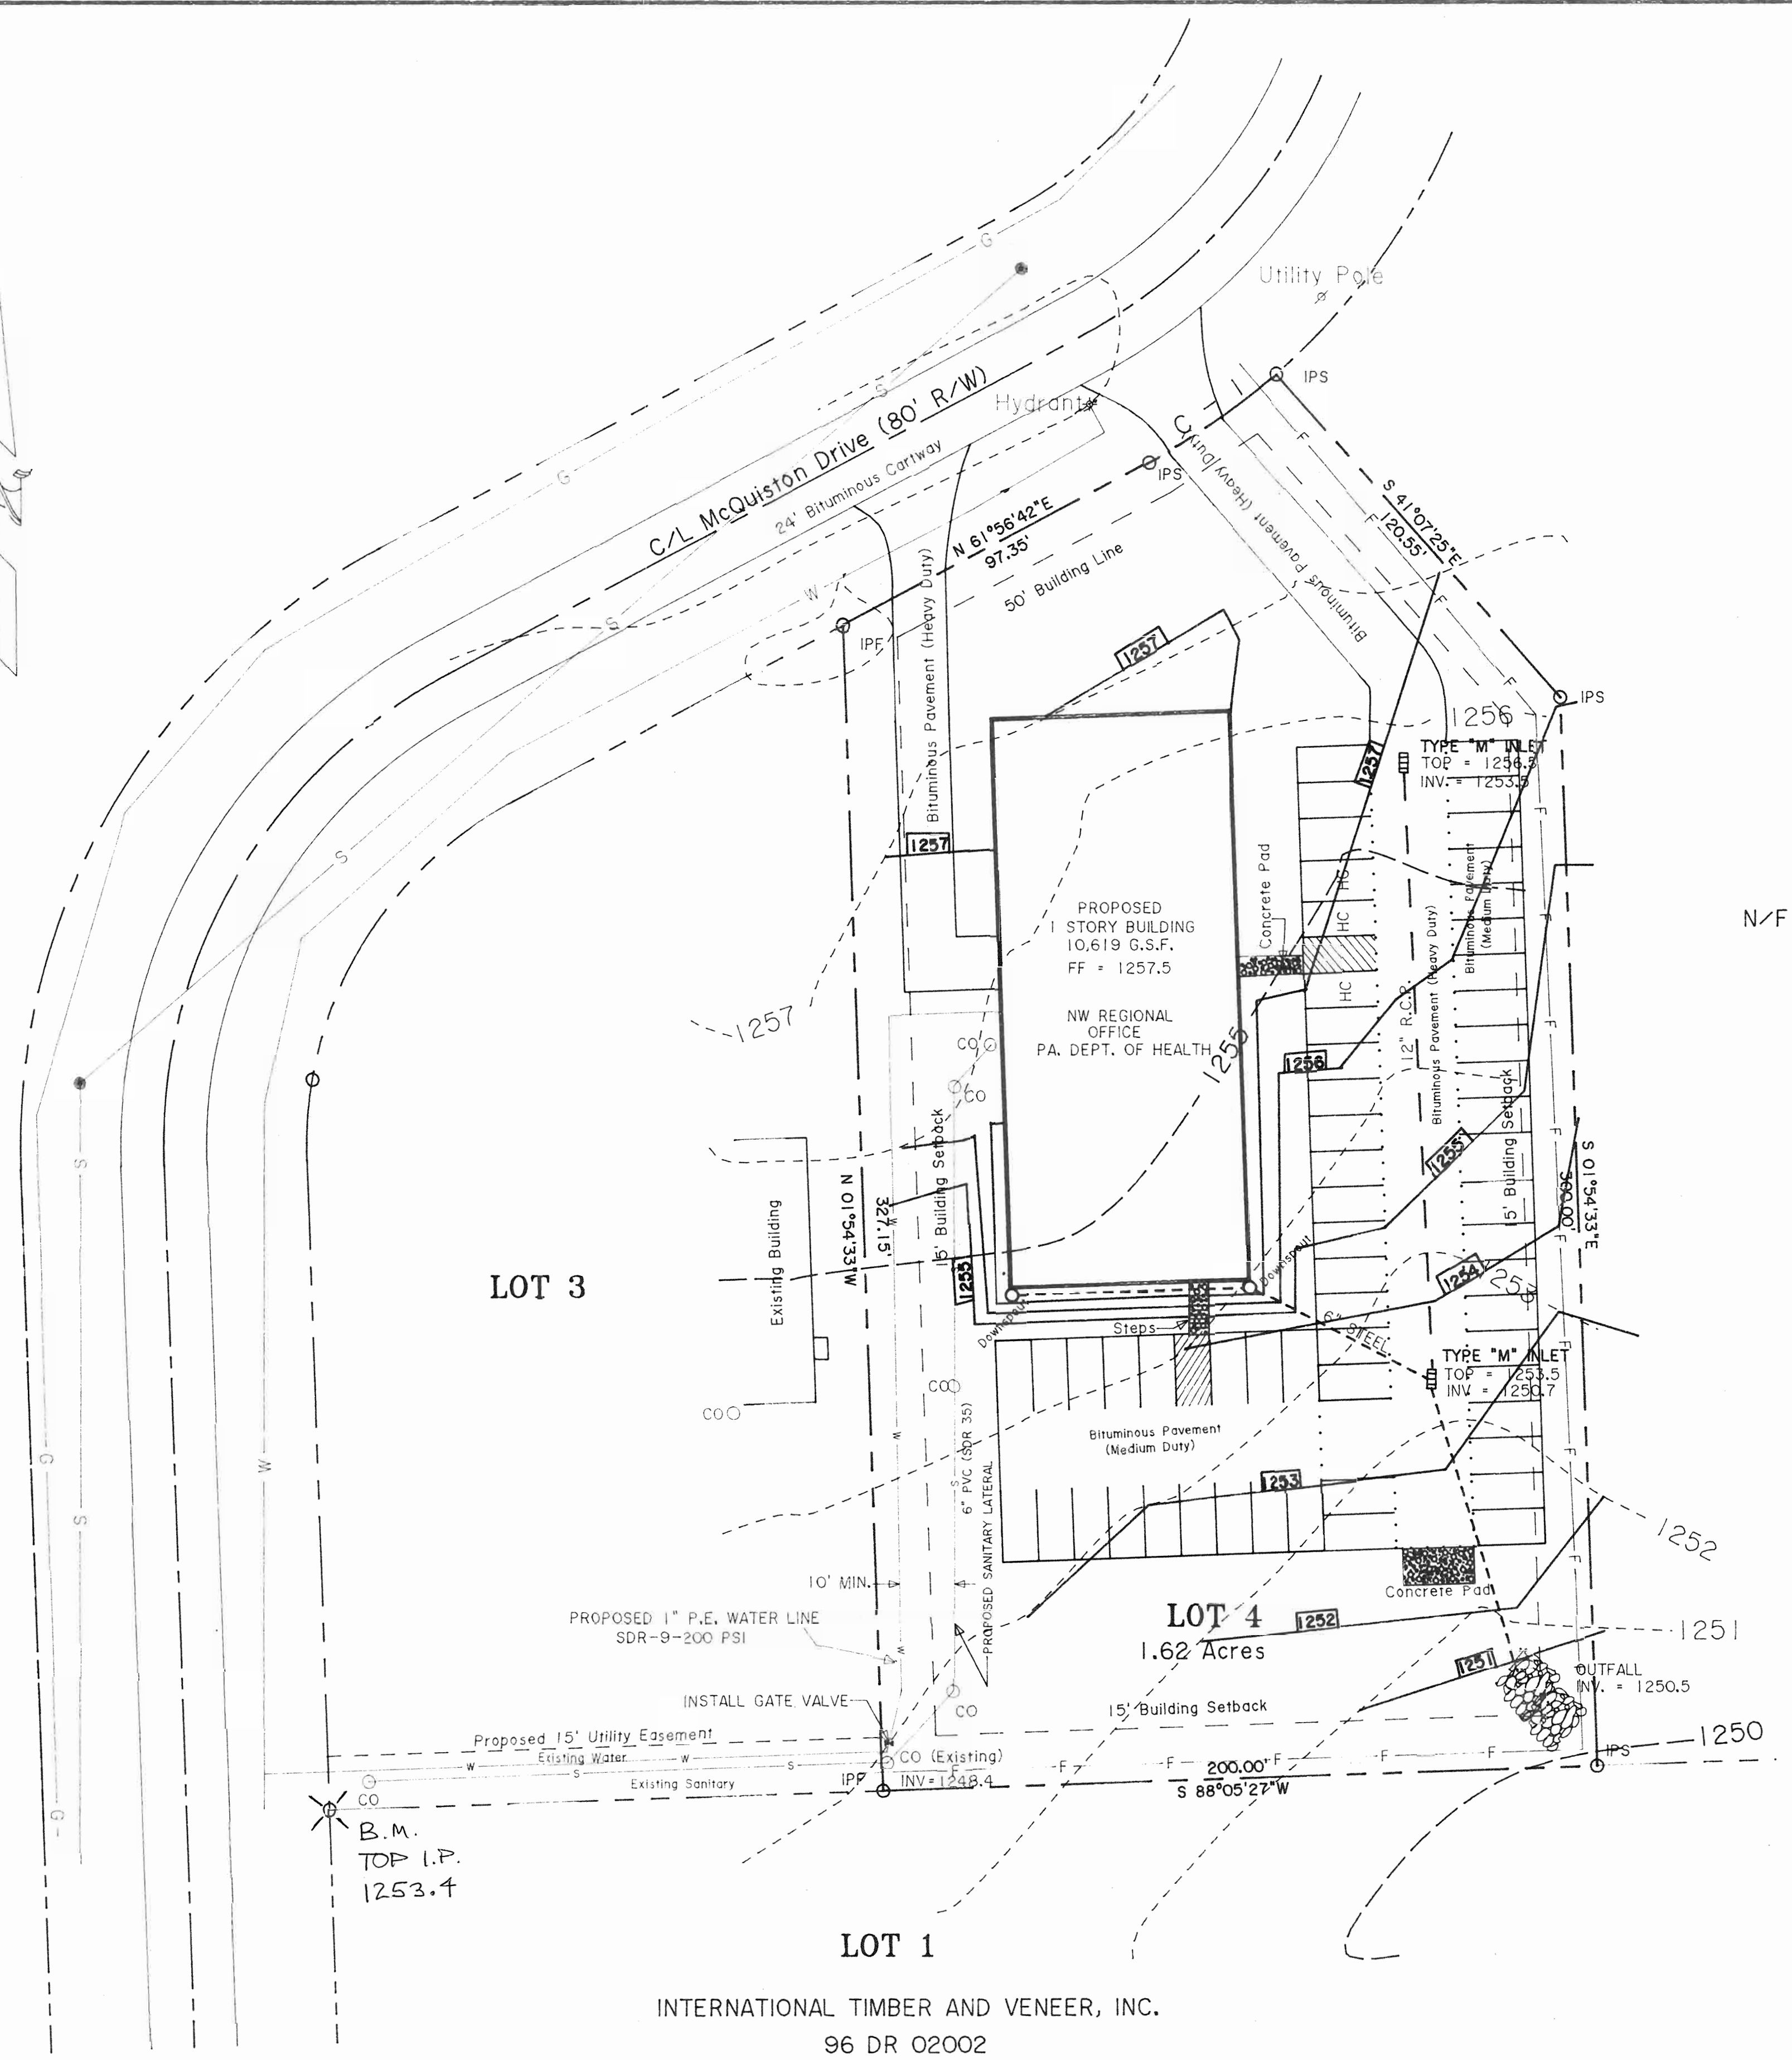 G
Utility Pole
IPS
S
C/L McQuiston Drive (80' R/W)
Hydrant
24' Bituminous Cartway
G
IPS
N 61°56'42"E
97.35'
50' Building Line
F
S 41°07'25"E
120.55'
F
F
F
Bituminous Pavement (Heavy Duty)
W
S
IPF
Bituminous Pavement (Heavy Duty)
1257
IPS
1256
TYPE "M" INLET
TOP = 1256.5
INV. = 1253.5
1257
1257
S
F
Bituminous Pavement
(Medium Duty)
Concrete Pad
HC
HC
HC
PROPOSED
1 STORY BUILDING
10,619 G.S.F.
FF = 1257.5
NW REGIONAL
OFFICE
PA. DEPT. OF HEALTH
N/F
F
1257
CO
CO
1255
1256
12" R.C.P.
Bituminous Pavement (Heavy Duty)
15' Building Setback
F
F
1255
S 01°54'33"E
300.00'
S
15' Building Setback
N 01°54'33"W
327.15'
W
Existing Building
LOT 3
1255
Downspout
Downspout
Steps
6" STEEL
1254
1253
F
TYPE "M" INLET
TOP = 1253.5
INV. = 1250.7
F
CO
CO
Bituminous Pavement
(Medium Duty)
W
6" PVC (SDR 35)
S
PROPOSED SANITARY LATERAL
1253
F
G
W
S
1252
F
10' MIN.
Concrete Pad
PROPOSED 1" P.E. WATER LINE
SDR-9-200 PSI
W
LOT 4
1.62 Acres
1252
1251
1251
OUTFALL
INV. = 1250.5
INSTALL GATE VALVE
CO
15' Building Setback
1250
Proposed 15' Utility Easement
Existing Water
W
W
S
S
Existing Sanitary
CO (Existing)
INV = 1248.4
IPF
F
F
F
200.00'
F
F
F
S 88°05'27"W
IPS
CO
G
B.M.
TOP I.P.
1253.4
LOT 1
INTERNATIONAL TIMBER AND VENEER, INC.
96 DR 02002